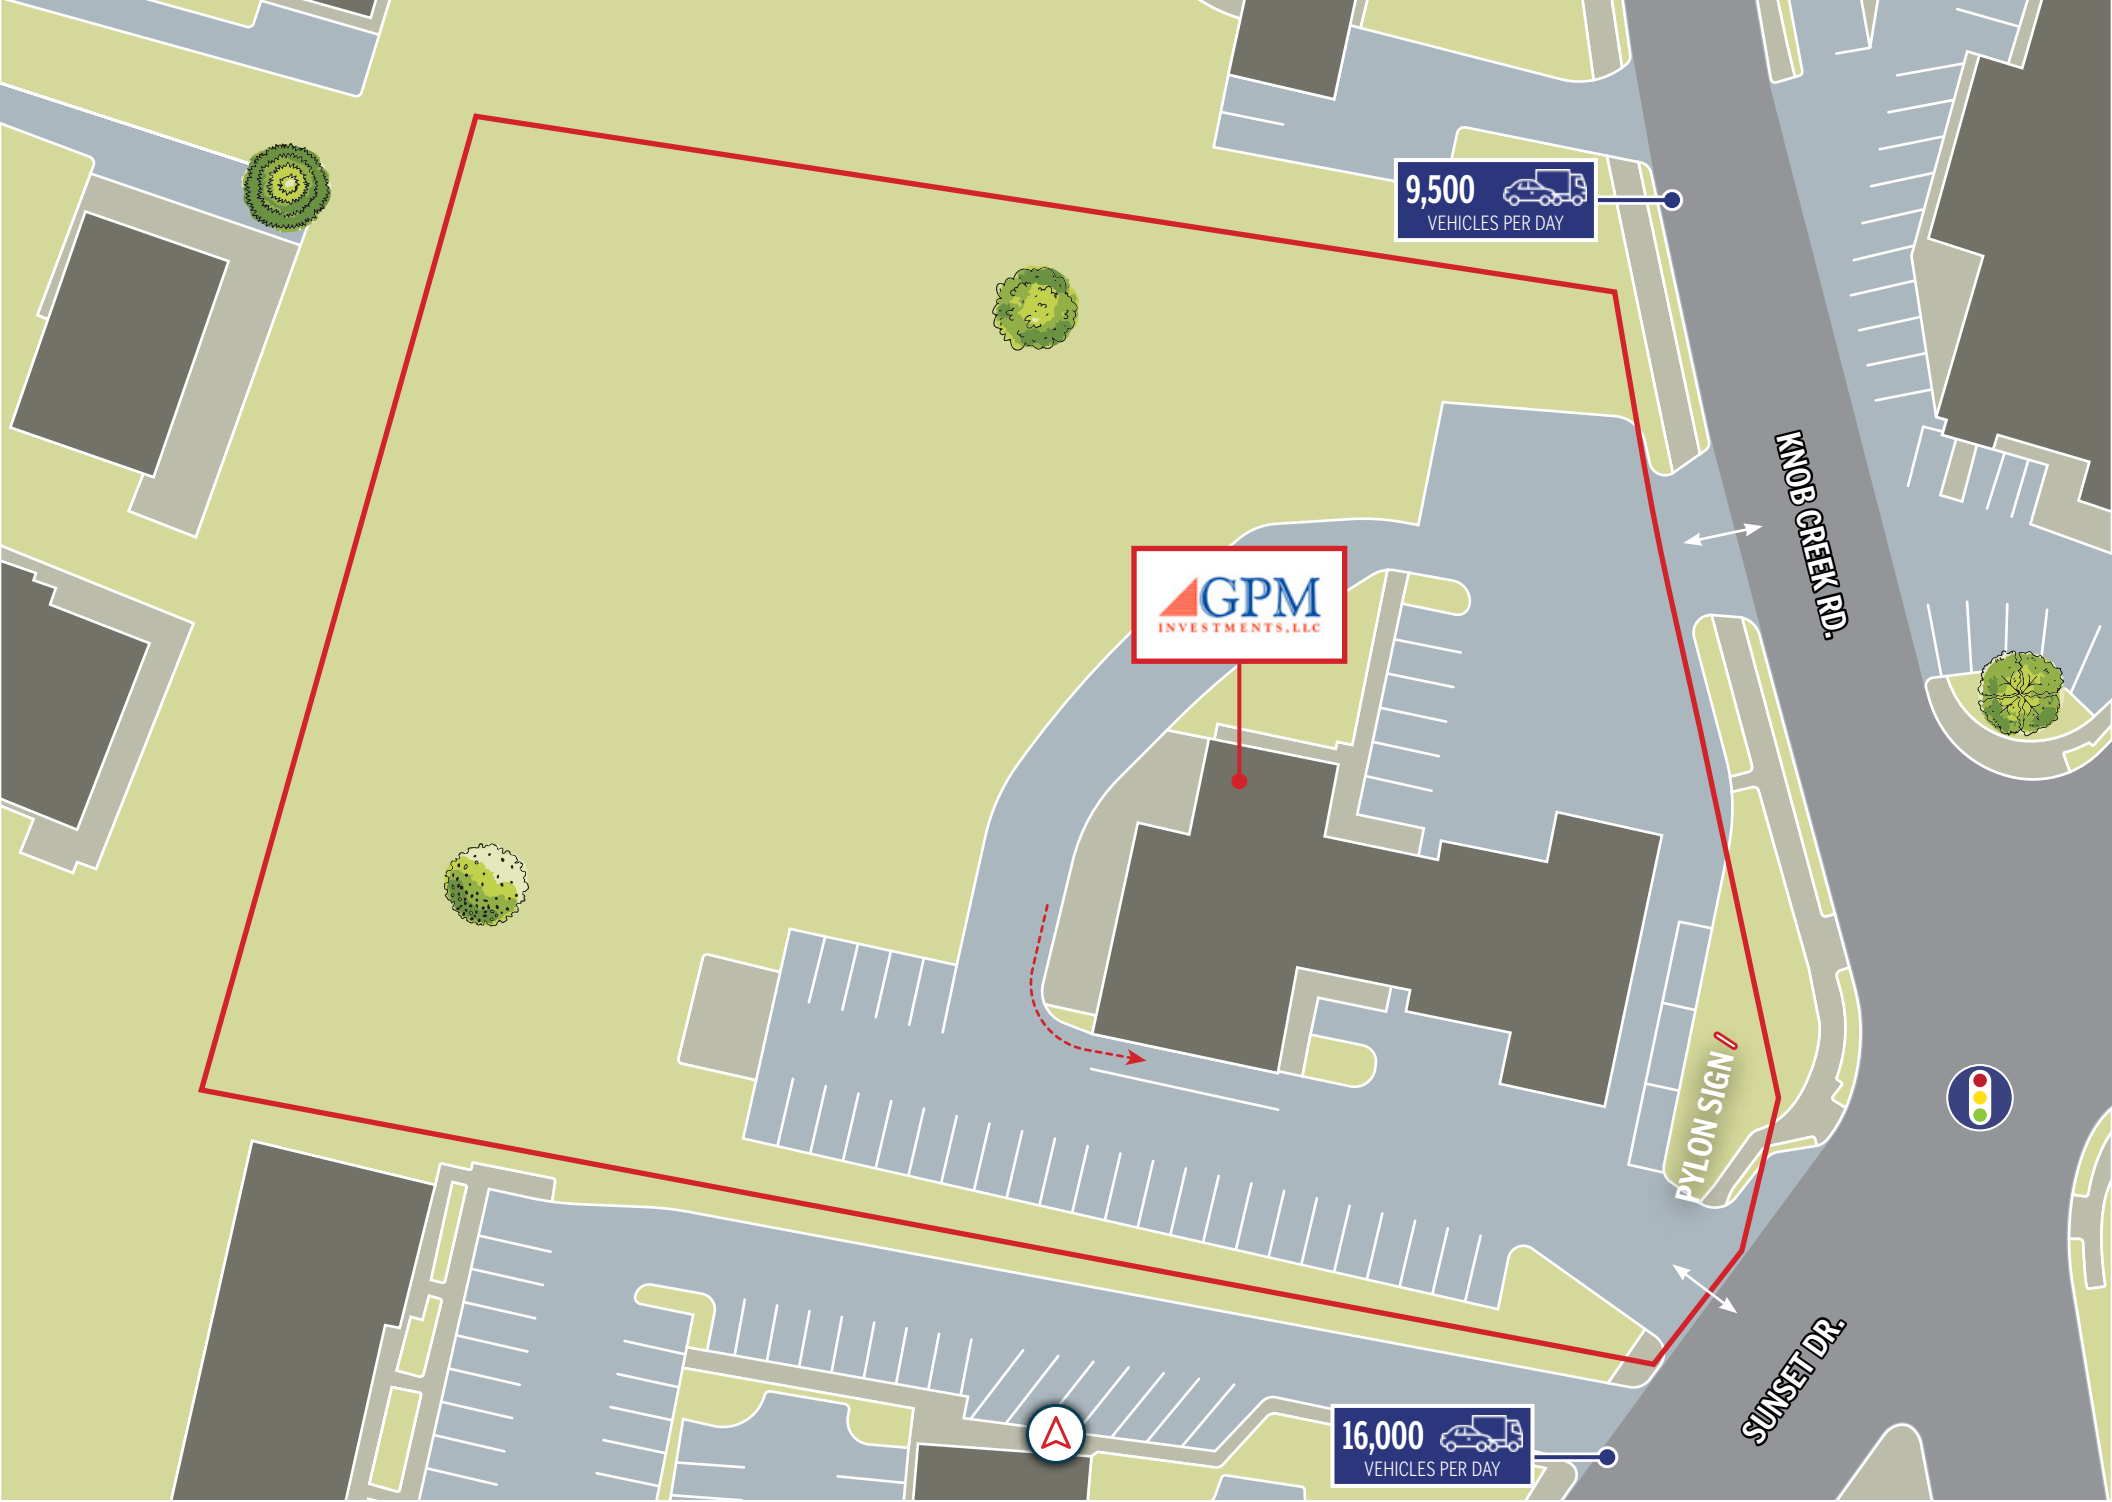 9,500
VEHICLES PER DAY
KNOB CREEK RD.
GPM
INVESTMENTS, LLC
PYLON SIGN
SUNSET DR.
16,000
VEHICLES PER DAY